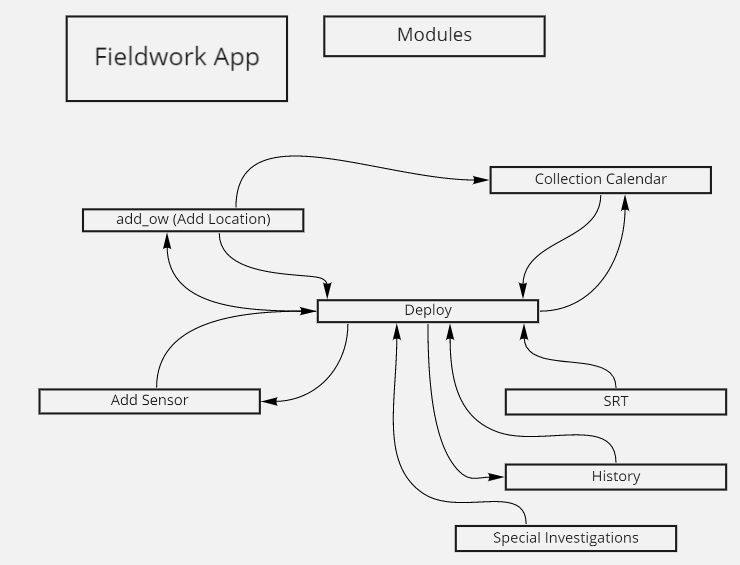 Fieldwork App
Modules
Collection Calendar
add_ow (Add Location)
Deploy
Add Sensor
SRT
History
Special Investigations